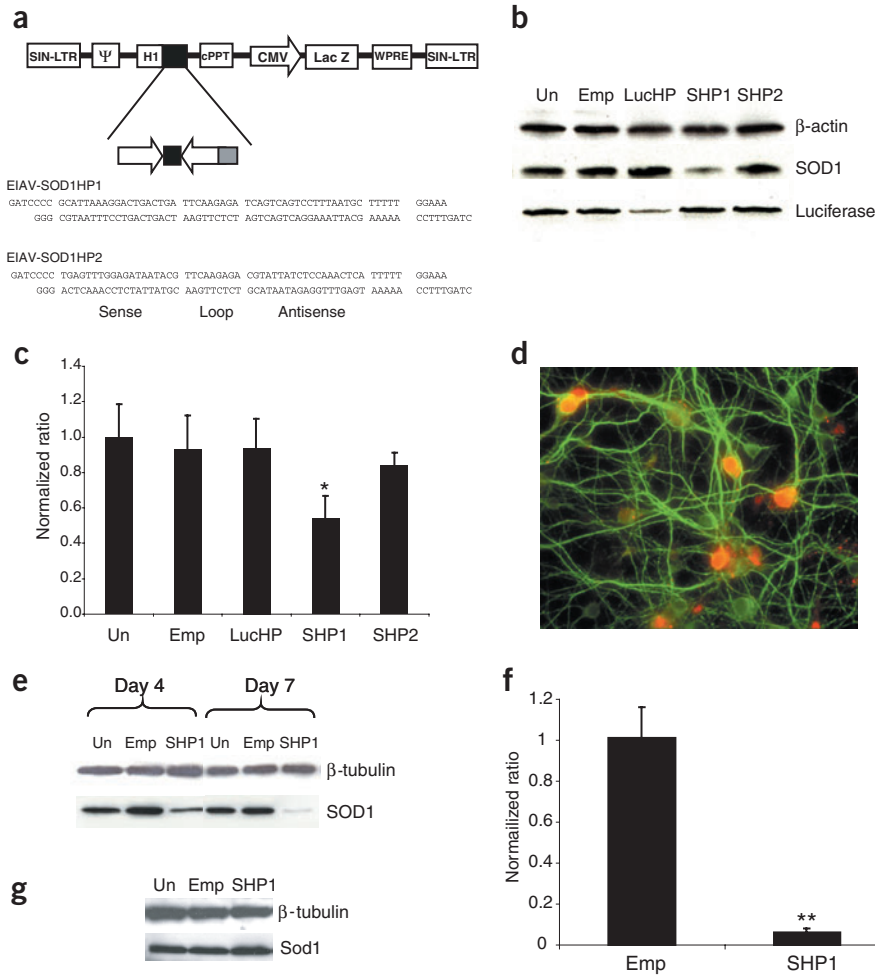 a
SIN-LTR Ψ H1 cPPT CMV Lac Z WPRE SIN-LTR
EIAV-SOD1HP1
GATCCCC GCATTAAAGGACTGACTGA TTCAAGAGA TCAGTCAGTCCTTTAATGC TTTTT GGAAA
GGG CGTAATTTCCTGACTGACT AAGTTCTCT AGTCAGTCAGGAAATTACG AAAAA CCTTTGATC
EIAV-SOD1HP2
GATCCCC TGAGTTTGGAGATAATACG TTCAAGAGA CGTATTATCTCCAAACTCA TTTTT GGAAA
GGG ACTCAAACCTCTATTATGC AAGTTCTCT GCATAATAGAGGTTTGAGT AAAAA CCTTTGATC
Sense Loop Antisense
b
Un Emp LucHP SHP1 SHP2
β-actin
SOD1
Luciferase
c
Normalized ratio
1.4
1.2
1.0
0.8
0.6
0.4
0.2
0.0
*
Un Emp LucHP SHP1 SHP2
d
e
Day 4 Day 7
Un Emp SHP1 Un Emp SHP1
β-tubulin
SOD1
f
Normailized ratio
1.2
1
0.8
0.6
0.4
0.2
0
**
Emp SHP1
g
Un Emp SHP1
β-tubulin
Sod1